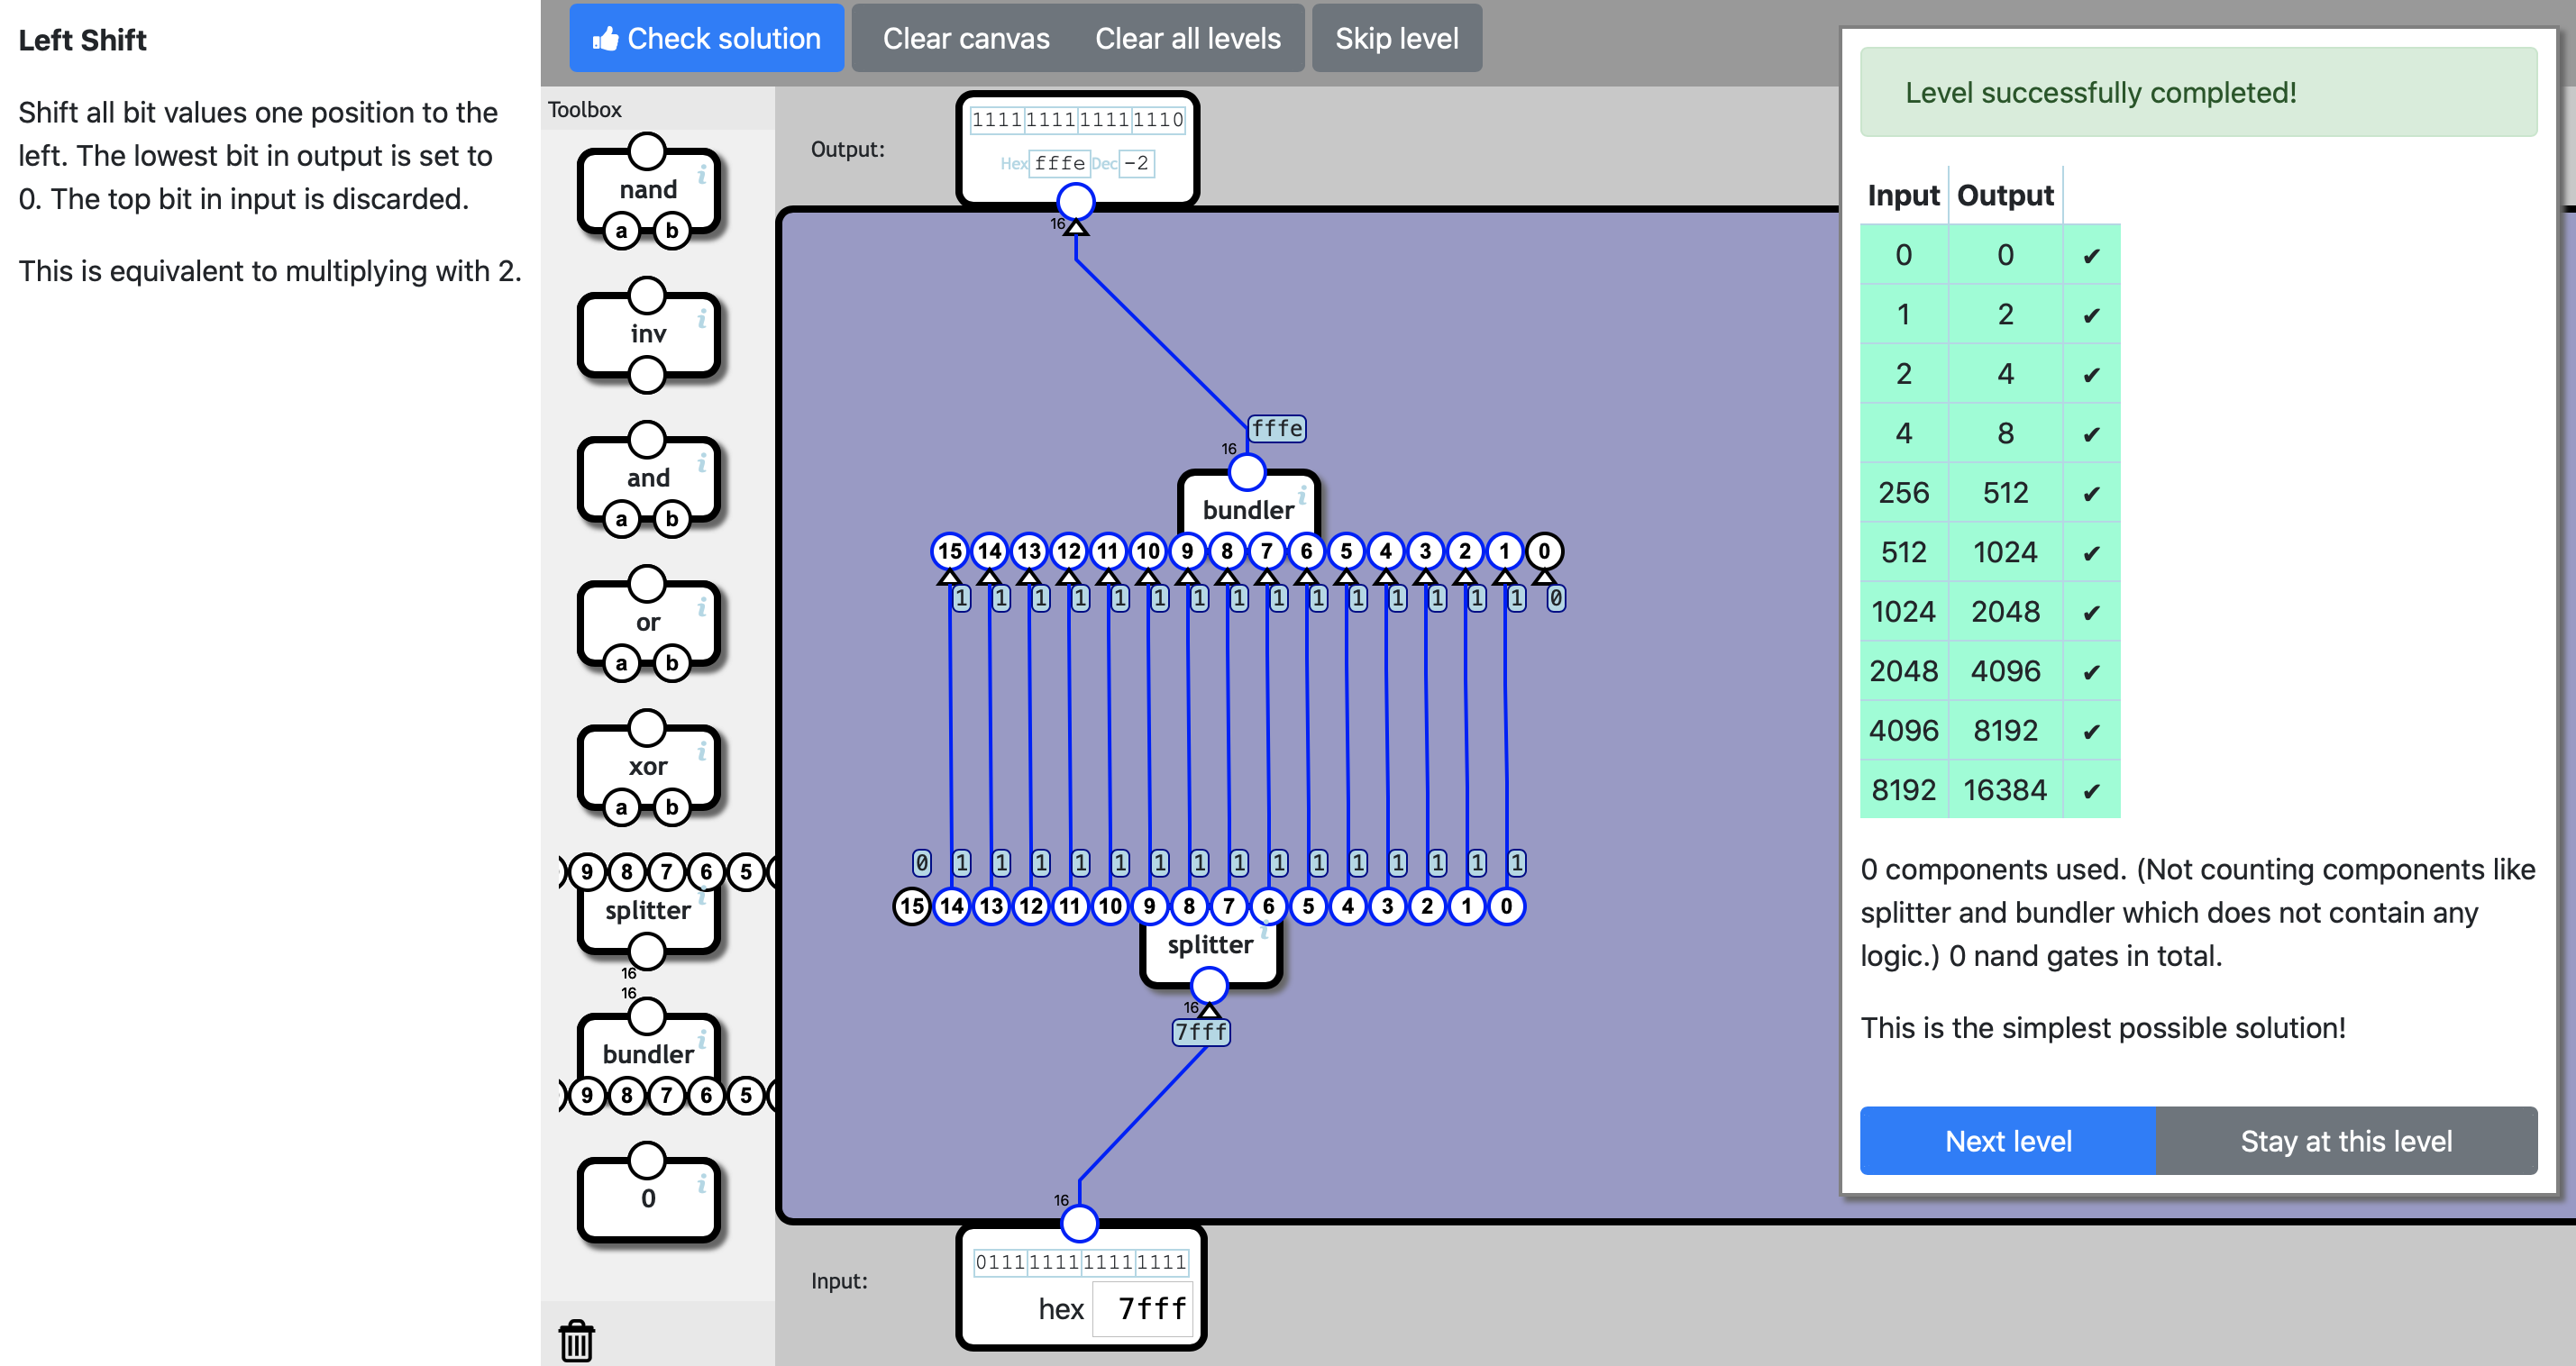 Left Shift
Shift all bit values one position to the
left. The lowest bit in output is set to
0. The top bit in input is discarded.
This is equivalent to multiplying with 2.
Check solution
Clear canvas
Clear all levels
Skip level
Toolbox
nand
i
a b
inv
i
and
i
a b
or
i
a b
xor
i
a b
9 8 7 6 5
splitter
i
16
16
bundler
i
9 8 7 6 5
0
i
Output:
1111 1111 1111 1110
Hex fffe Dec -2
16
fffe
16
bundler
i
15 14 13 12 11 10 9 8 7 6 5 4 3 2 1 0
1 1 1 1 1 1 1 1 1 1 1 1 1 1 1 0
0 1 1 1 1 1 1 1 1 1 1 1 1 1 1 1
15 14 13 12 11 10 9 8 7 6 5 4 3 2 1 0
splitter
i
16
7fff
16
Input:
0111 1111 1111 1111
hex 7fff
Level successfully completed!
Input Output
0 0 ✔
1 2 ✔
2 4 ✔
4 8 ✔
256 512 ✔
512 1024 ✔
1024 2048 ✔
2048 4096 ✔
4096 8192 ✔
8192 16384 ✔
0 components used. (Not counting components like
splitter and bundler which does not contain any
logic.) 0 nand gates in total.
This is the simplest possible solution!
Next level
Stay at this level